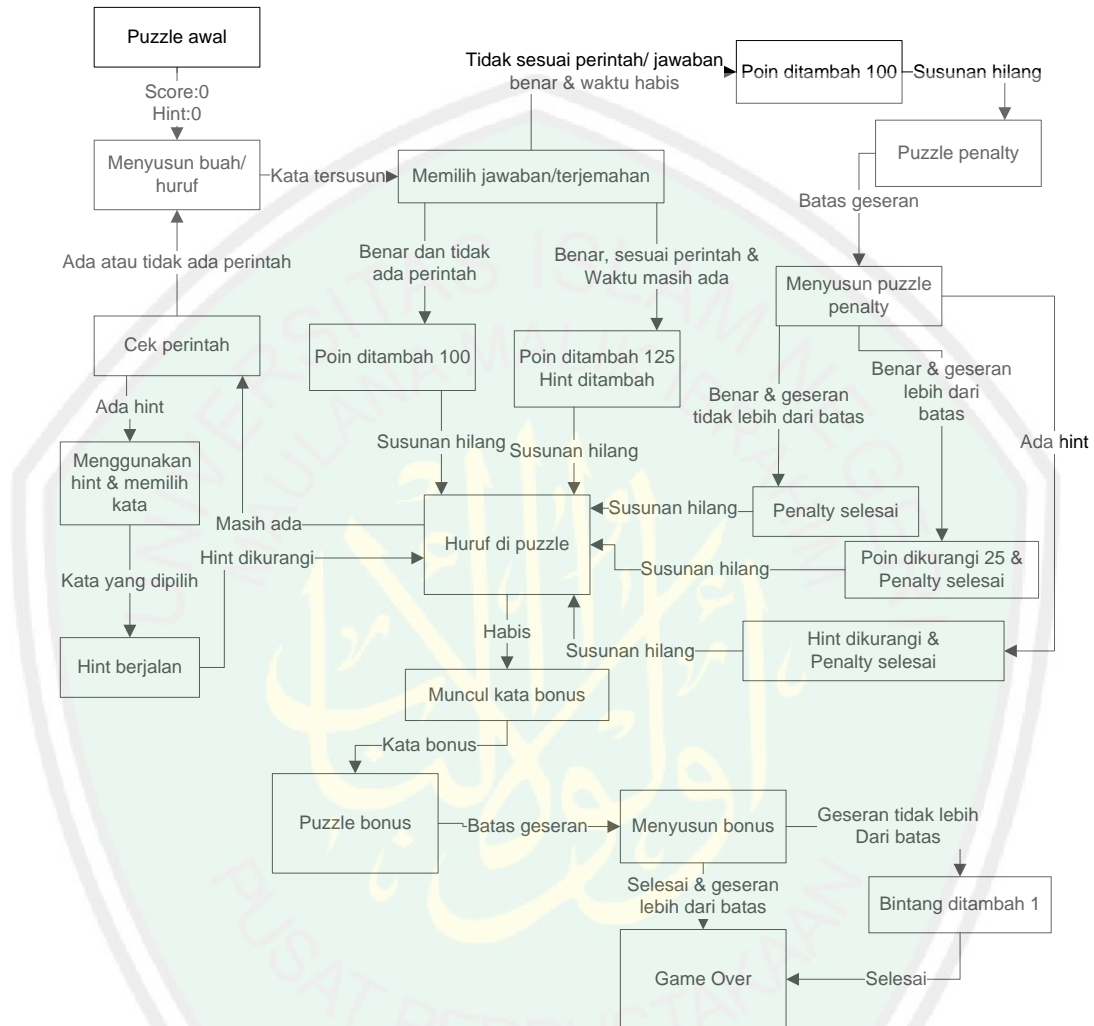 Puzzle awal
Score:0
Hint:0
Menyusun buah/
huruf
Kata tersusun
Memilih jawaban/terjemahan
Tidak sesuai perintah/ jawaban
benar & waktu habis
Poin ditambah 100
Susunan hilang
Puzzle penalty
Batas geseran
Menyusun puzzle
penalty
Ada atau tidak ada perintah
Benar dan tidak
ada perintah
Benar, sesuai perintah &
Waktu masih ada
Cek perintah
Poin ditambah 100
Poin ditambah 125
Hint ditambah
Benar & geseran
tidak lebih dari batas
Benar & geseran
lebih dari
batas
Ada hint
Ada hint
Menggunakan
hint & memilih
kata
Susunan hilang
Susunan hilang
Masih ada
Huruf di puzzle
Susunan hilang
Penalty selesai
Hint dikurangi
Susunan hilang
Poin dikurangi 25 &
Penalty selesai
Kata yang dipilih
Hint berjalan
Habis
Susunan hilang
Hint dikurangi &
Penalty selesai
Muncul kata bonus
Kata bonus
Puzzle bonus
Batas geseran
Menyusun bonus
Geseran tidak lebih
Dari batas
Selesai & geseran
lebih dari batas
Bintang ditambah 1
Game Over
Selesai